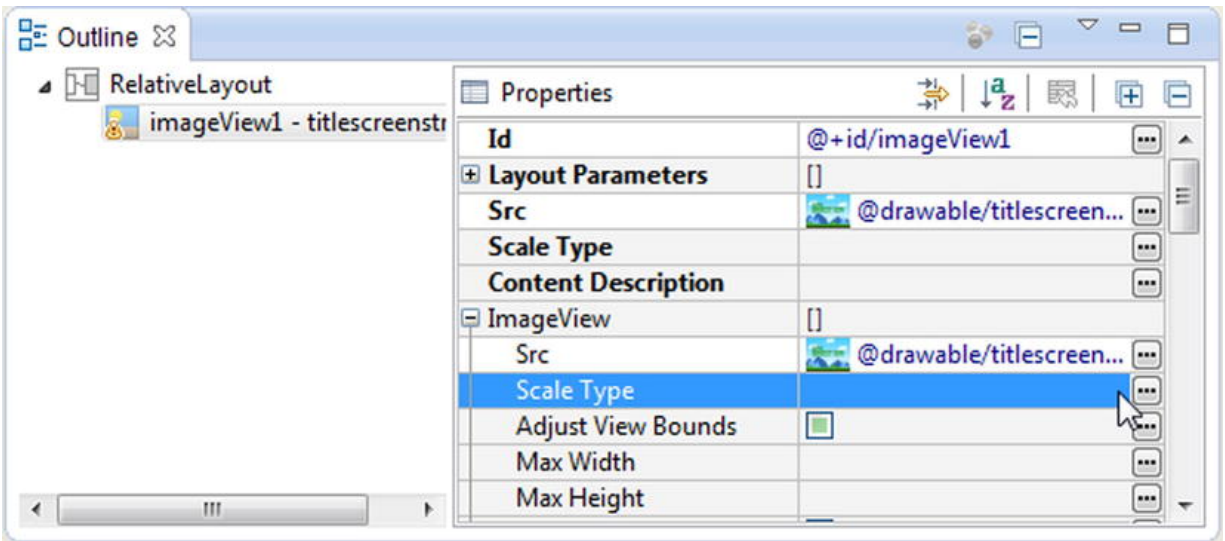 Outline
RelativeLayout
imageView1 - titlescreenstr
Properties
Id @+id/imageView1
Layout Parameters []
Src @drawable/titlescreen...
Scale Type
Content Description
ImageView []
Src @drawable/titlescreen...
Scale Type
Adjust View Bounds
Max Width
Max Height